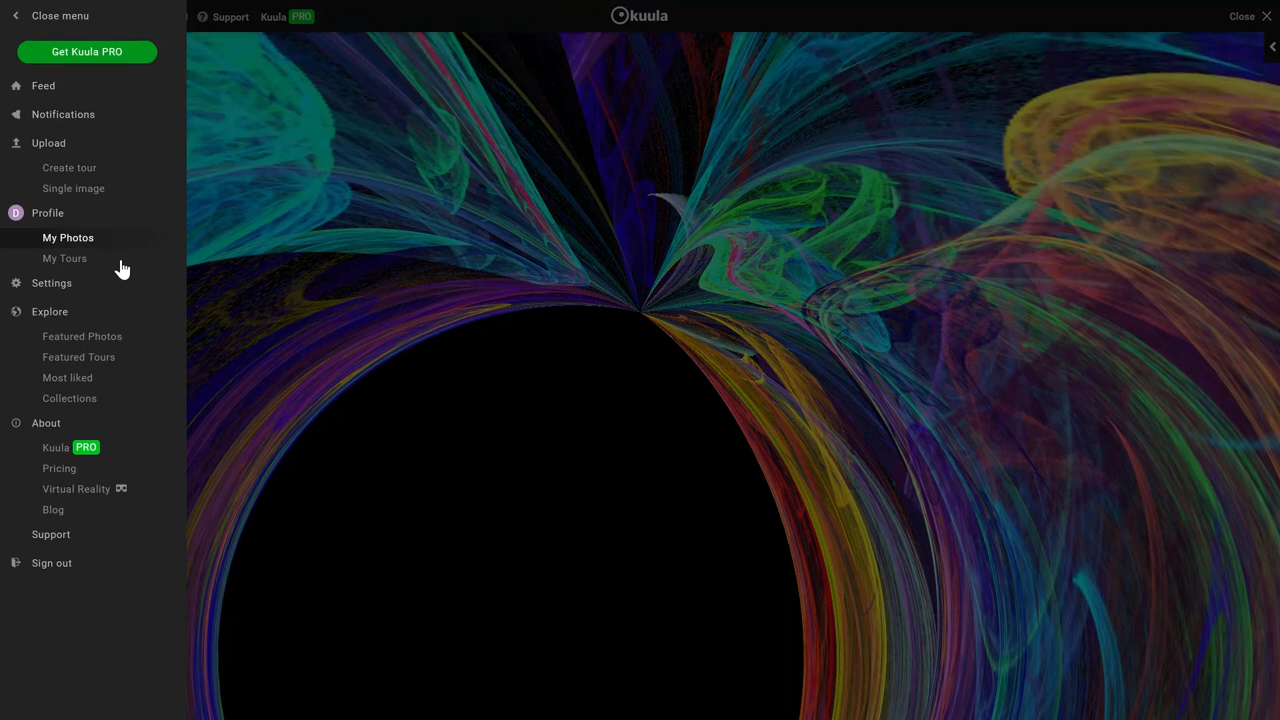 Close menu
Support
Kuula PRO
kuula
Close
Get Kuula PRO
Feed
Notifications
Upload
Create tour
Single image
D Profile
My Photos
My Tours
Settings
Explore
Featured Photos
Featured Tours
Most liked
Collections
About
Kuula PRO
Pricing
Virtual Reality
Blog
Support
Sign out